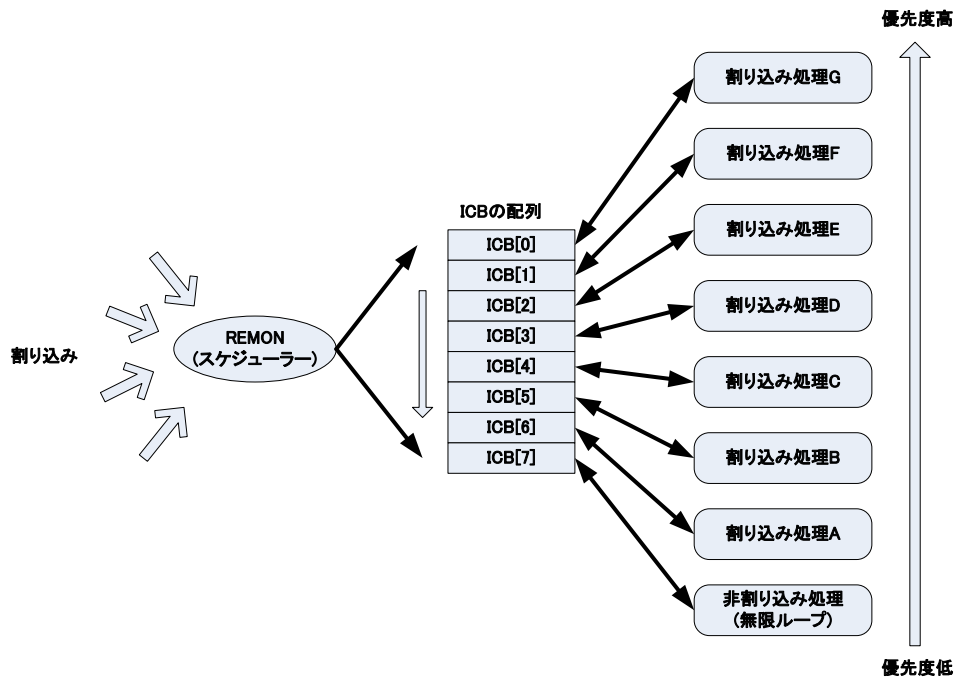 優先度高
割り込み処理G
割り込み処理F
ICBの配列
ICB[0]
割り込み処理E
ICB[1]
ICB[2]
割り込み処理D
ICB[3]
REMON
(スケジューラー)
割り込み
ICB[4]
割り込み処理C
ICB[5]
ICB[6]
割り込み処理B
ICB[7]
割り込み処理A
非割り込み処理
(無限ループ)
優先度低